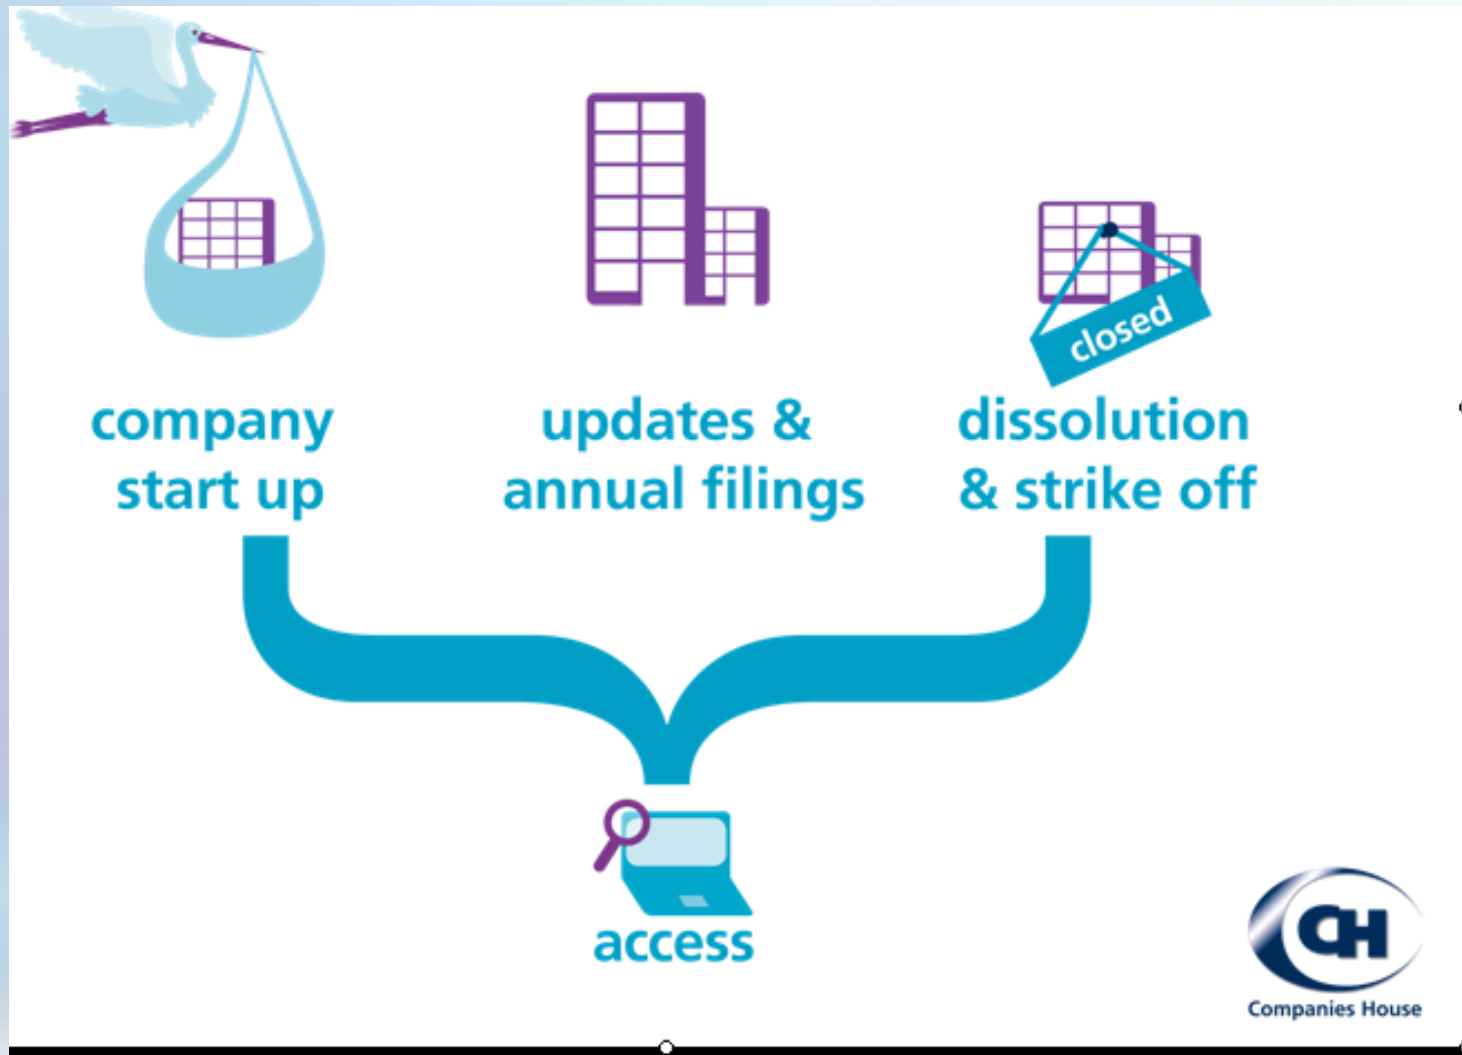 closed
company
start up
updates &
annual filings
dissolution
& strike off
access
CH
Companies House